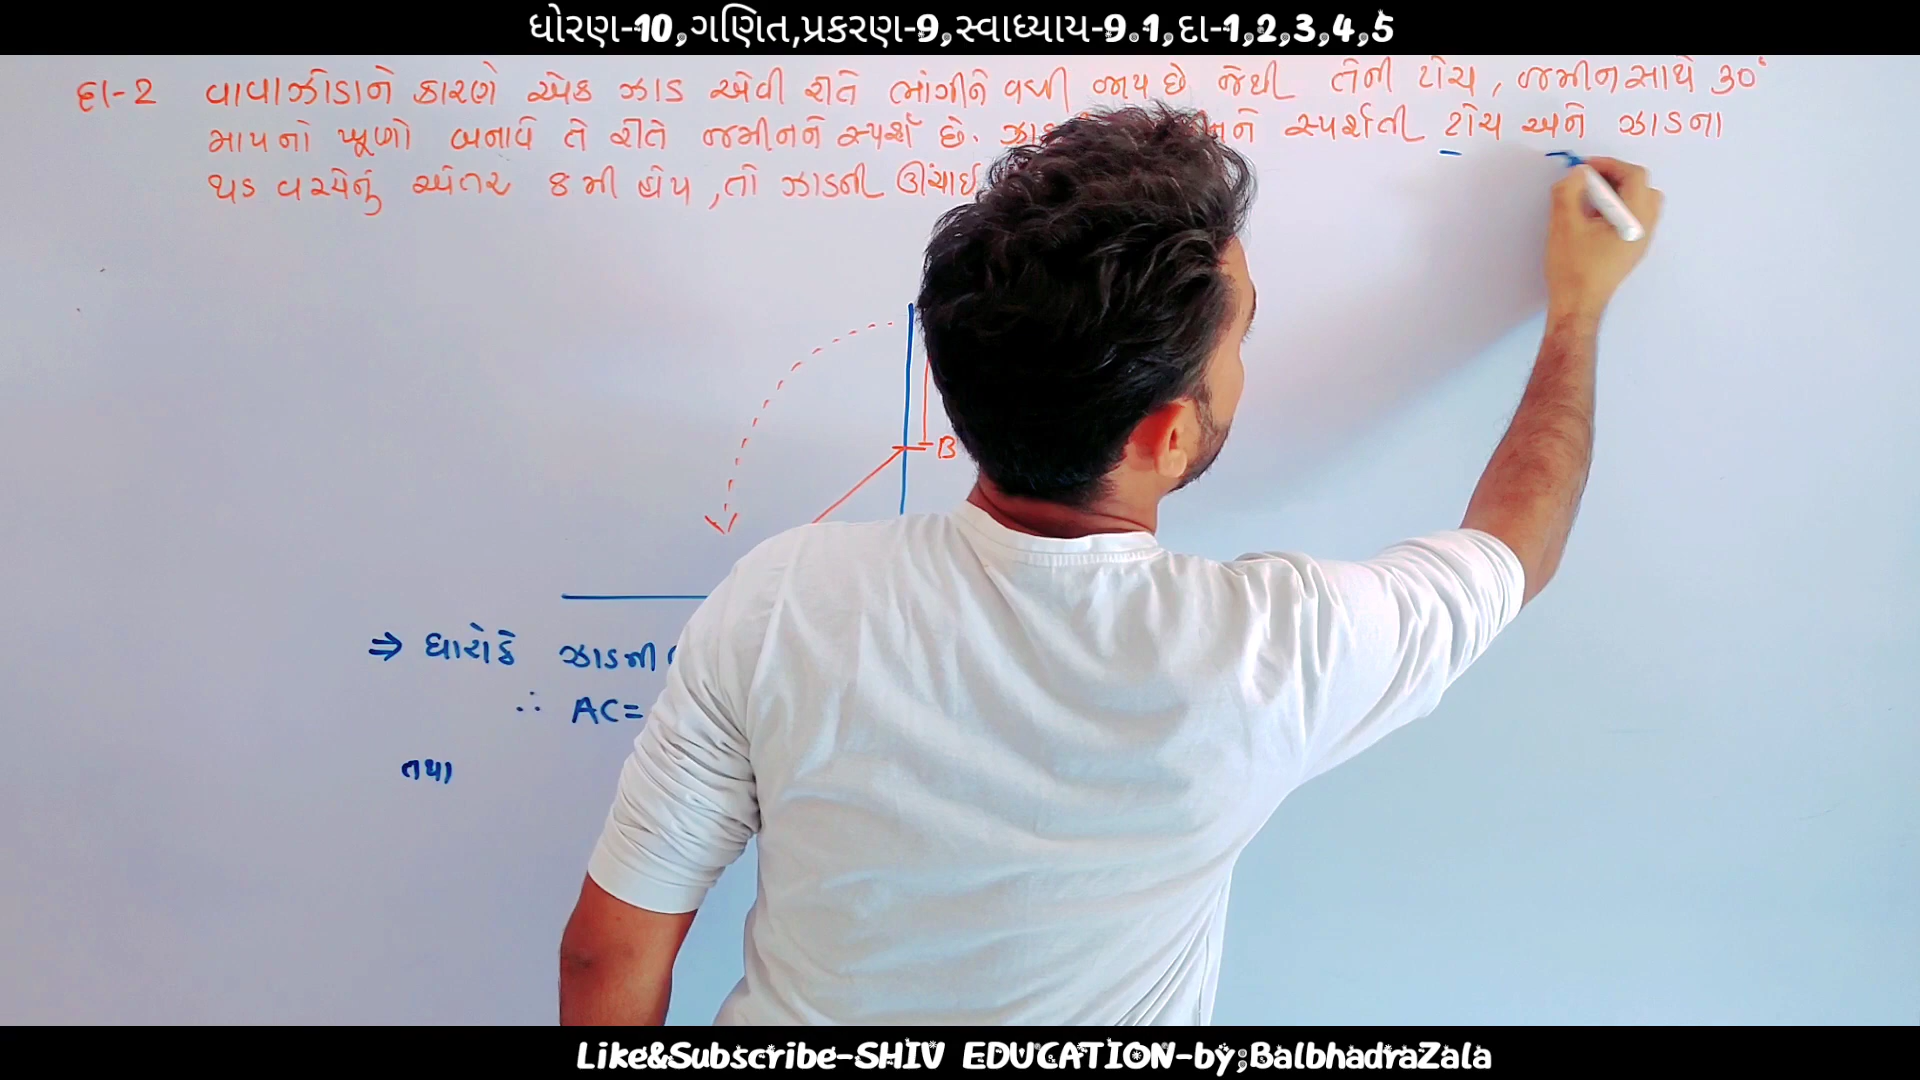 ધોરણ-10,ગણિત,પ્રકરણ-9,સ્વાધ્યાય-9.1,દા-1,2,3,4,5
દા-2 વાવાઝોડાને કારણે એક ઝાડ એવી રીતે ભાંગીને વળી જાય છે જેથી તેની ટોચ, જમીન સાથે 30°
માપનો ખૂણો બનાવે તે રીતે જમીનને સ્પર્શે છે. સ્પર્શતી ટોચ અને ઝાડના
થડ વચ્ચેનું અંતર 8 મી હોય, તો ઝાડની ઊંચાઈ
B
⇒ ધારોકે ઝાડની
∴ AC=
તથા
Like&Subscribe-SHIV EDUCATION-by;BalbhadraZala